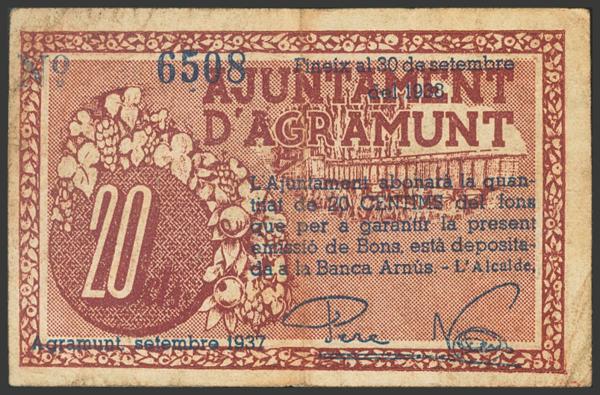 Nº 6508
Fineix al 30 de setembre
del 1938
AJUNTAMENT
D'AGRAMUNT
20
L'Ajuntament abonarà la quan-
titat de 20 CENTIMS del fons
que per a garantir la present
emissió de Bons, està deposita-
da a la Banca Arnús - L'Alcalde,
Pere
Agramunt, setembre 1937